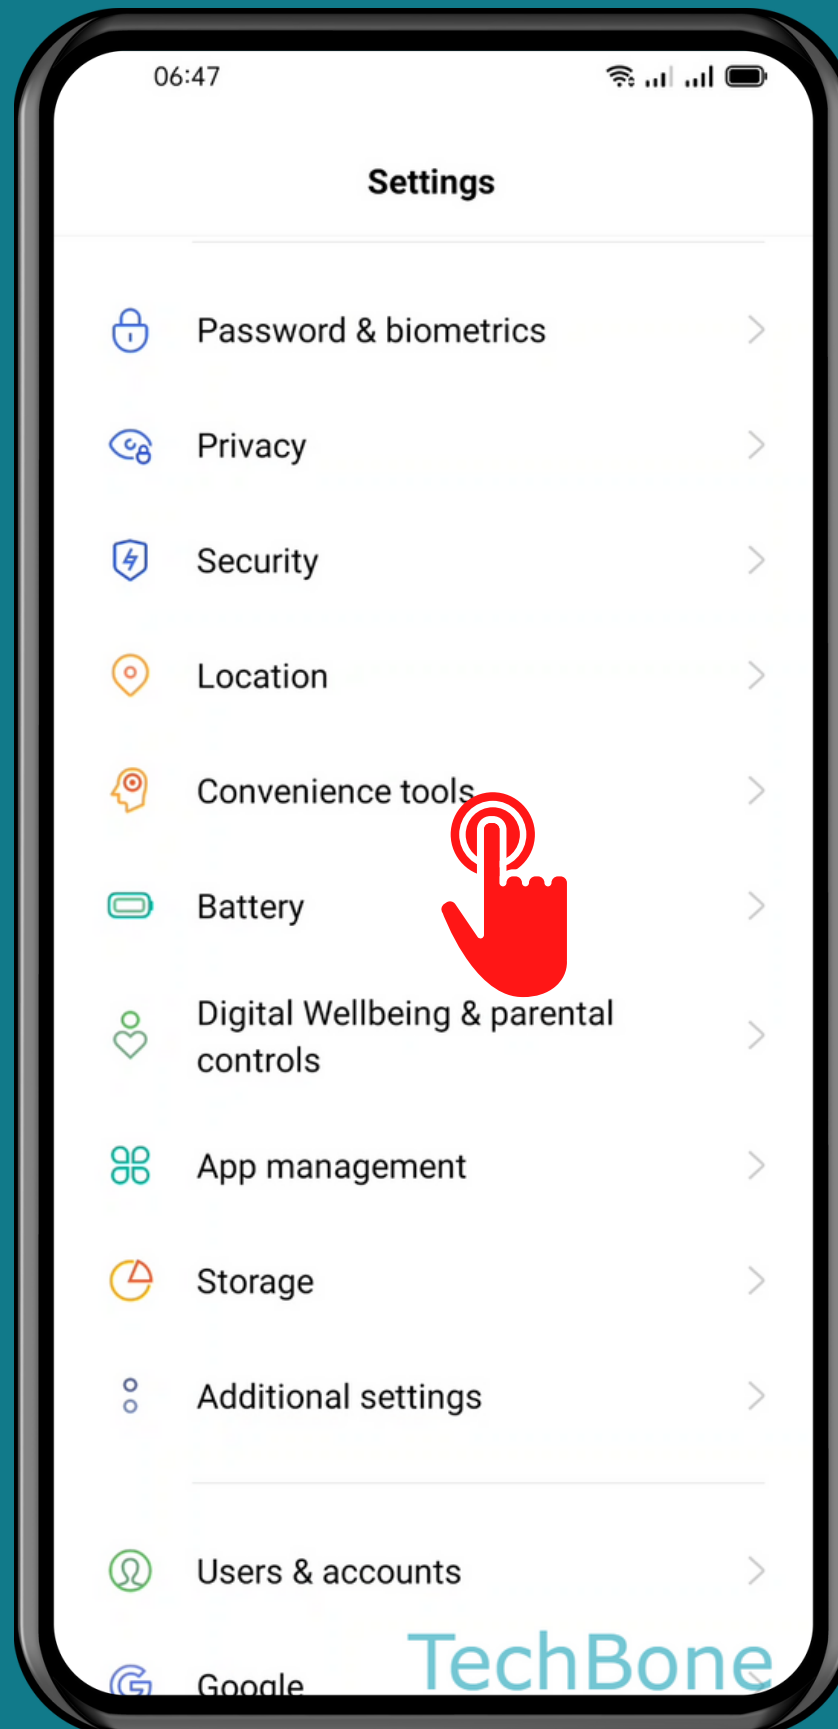 06:47
Settings
Password & biometrics
Privacy
Security
Location
Convenience tools
Battery
Digital Wellbeing & parental
controls
App management
Storage
Additional settings
Users & accounts
TechBone
Google